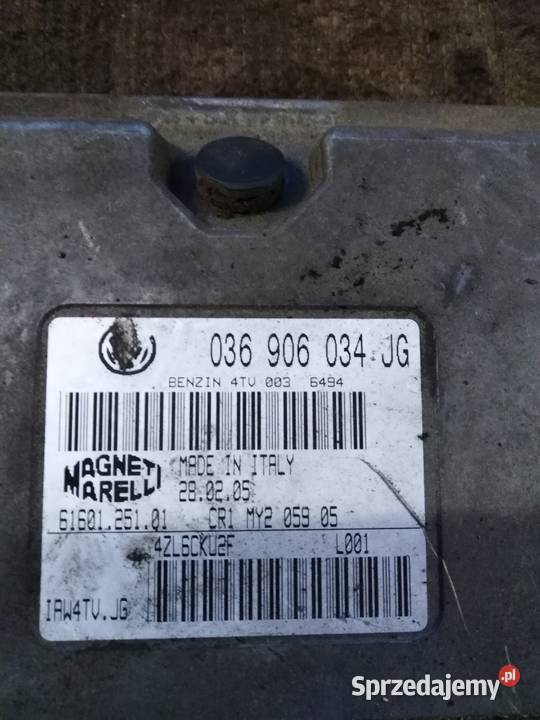 036 906 034 JG
BENZIN 4TV 003 6494
MAGNETI MARELLI
MADE IN ITALY
28.02.05
61601.251.01 CR1 MY2 059 05
4ZL6CKU2F L001
IAW4TV.JG
Sprzedajemy.pl